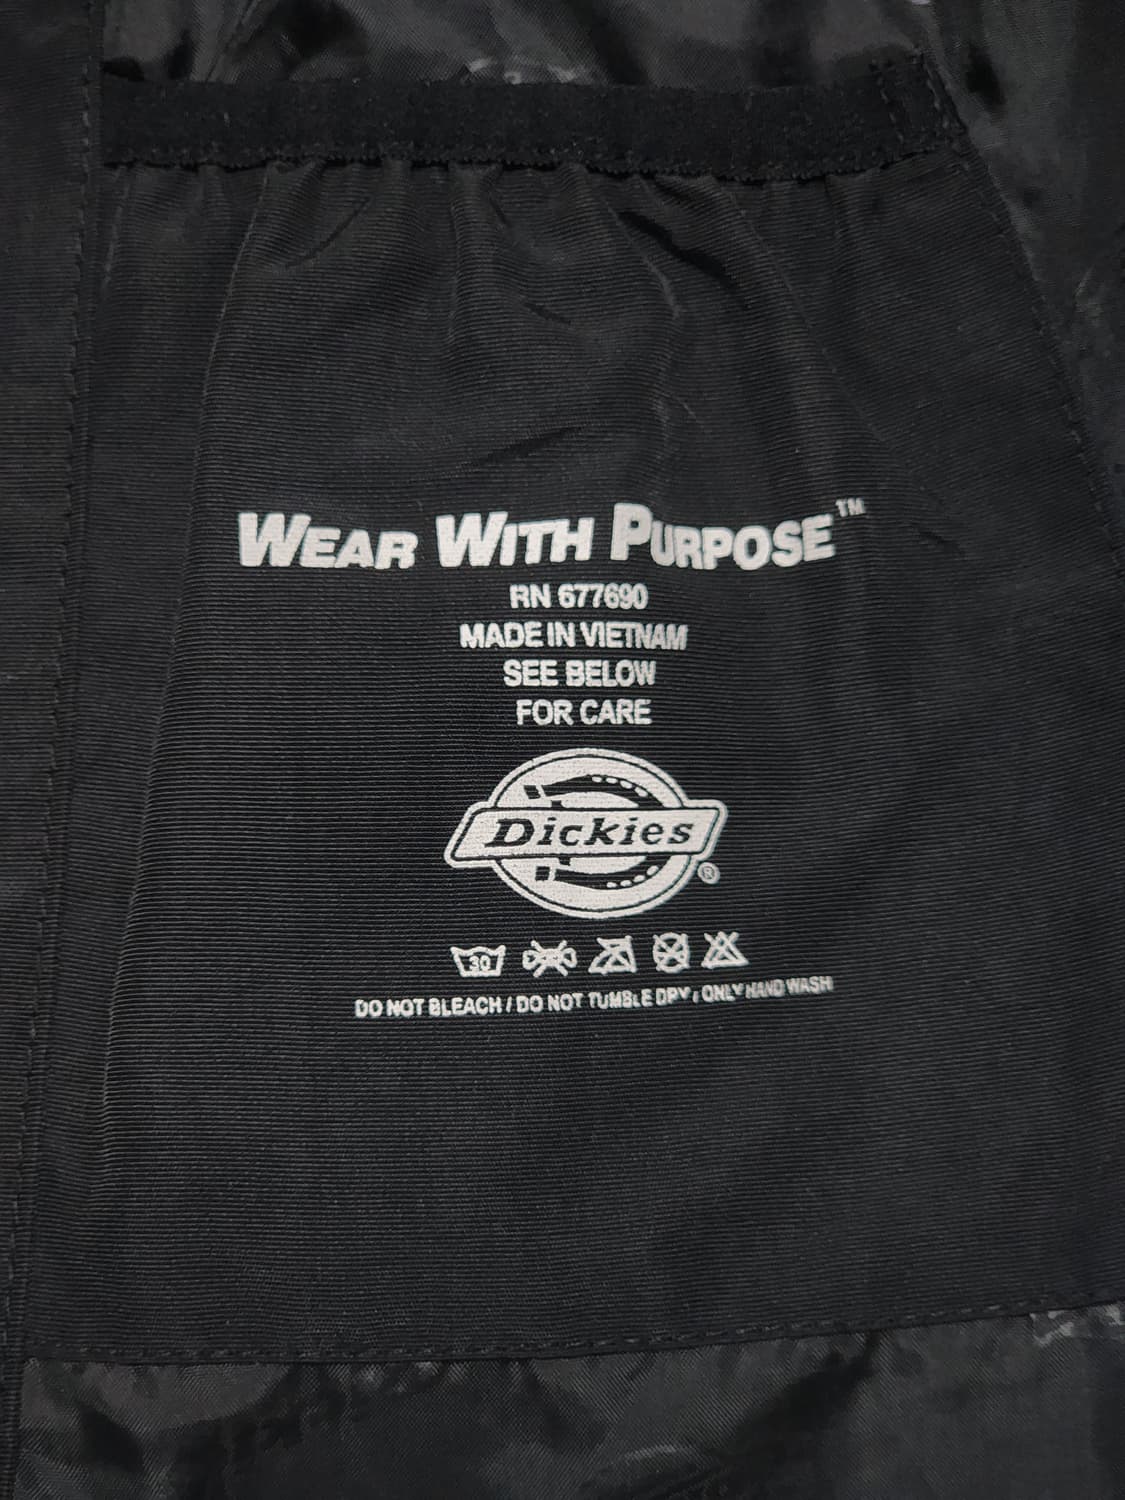 WEAR WITH PURPOSE™
RN 677690
MADE IN VIETNAM
SEE BELOW
FOR CARE
Dickies
®
30
DO NOT BLEACH / DO NOT TUMBLE DRY / ONLY HAND WASH